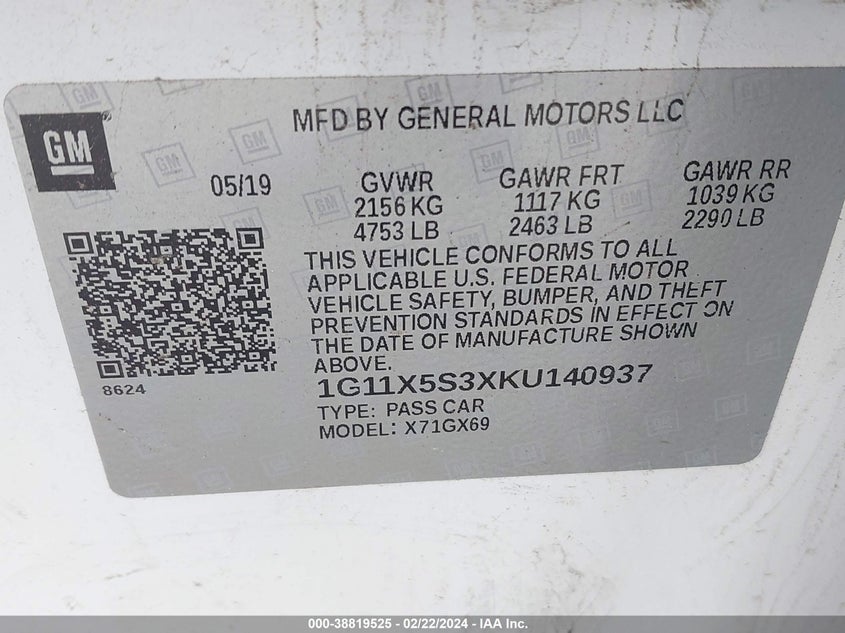 GM
MFD BY GENERAL MOTORS LLC
05/19
GVWR
2156 KG
4753 LB
GAWR FRT
1117 KG
2463 LB
GAWR RR
1039 KG
2290 LB
THIS VEHICLE CONFORMS TO ALL
APPLICABLE U.S. FEDERAL MOTOR
VEHICLE SAFETY, BUMPER, AND THEFT
PREVENTION STANDARDS IN EFFECT ON
THE DATE OF MANUFACTURE SHOWN
ABOVE.
8624
1G11X5S3XKU140937
TYPE: PASS CAR
MODEL: X71GX69
000-38819525 - 02/22/2024 - IAA Inc.